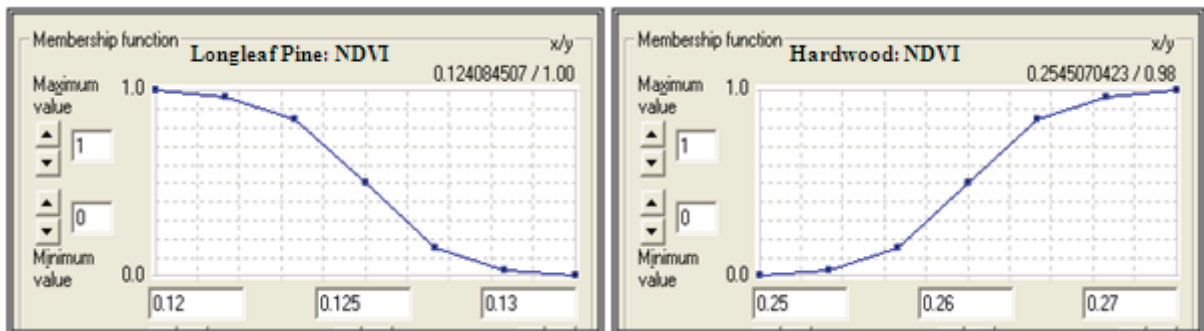 Membership function
Longleaf Pine: NDVI
x/y
0.124084507 / 1.00
Maximum
value
1.0
1
0
Minimum
value
0.0
0.12
0.125
0.13
Membership function
Hardwood: NDVI
x/y
0.2545070423 / 0.98
Maximum
value
1.0
1
0
Minimum
value
0.0
0.25
0.26
0.27